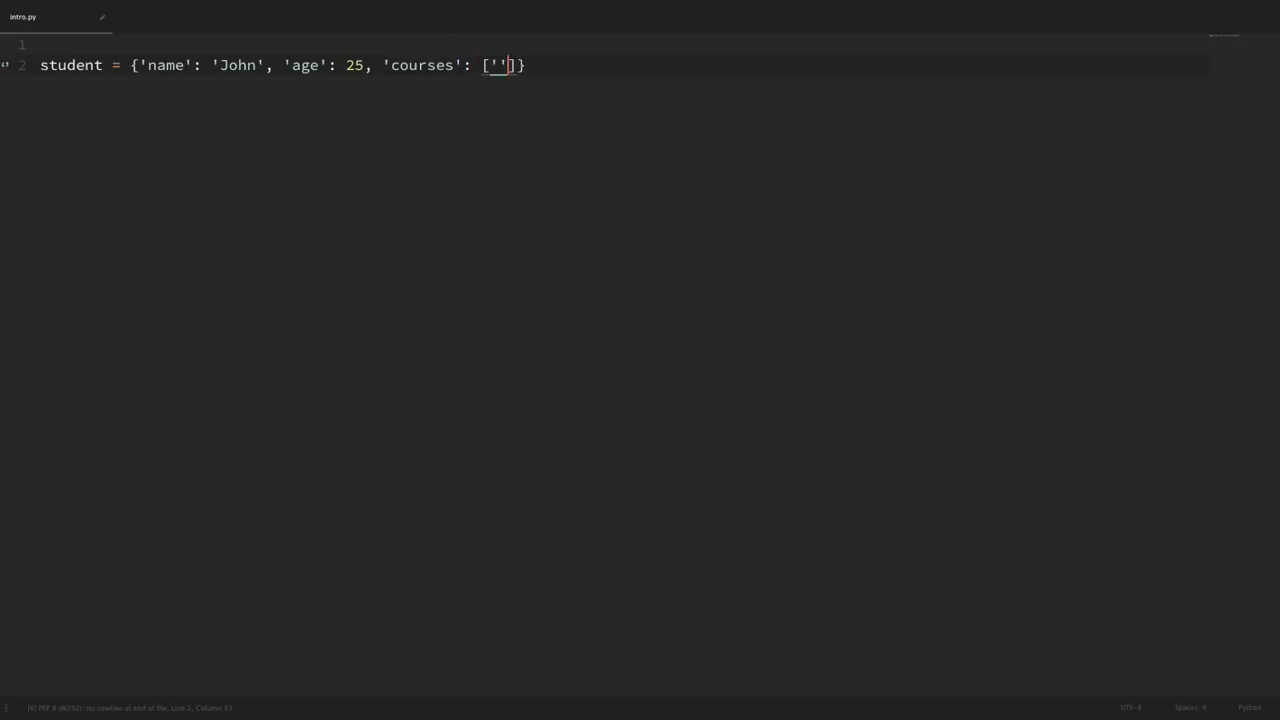 intro.py
1
2 student = {'name': 'John', 'age': 25, 'courses': ['']}
[V] PEP 8 (W292): no newline at end of file, Line 2, Column 53 UTF-8 Spaces: 4 Python